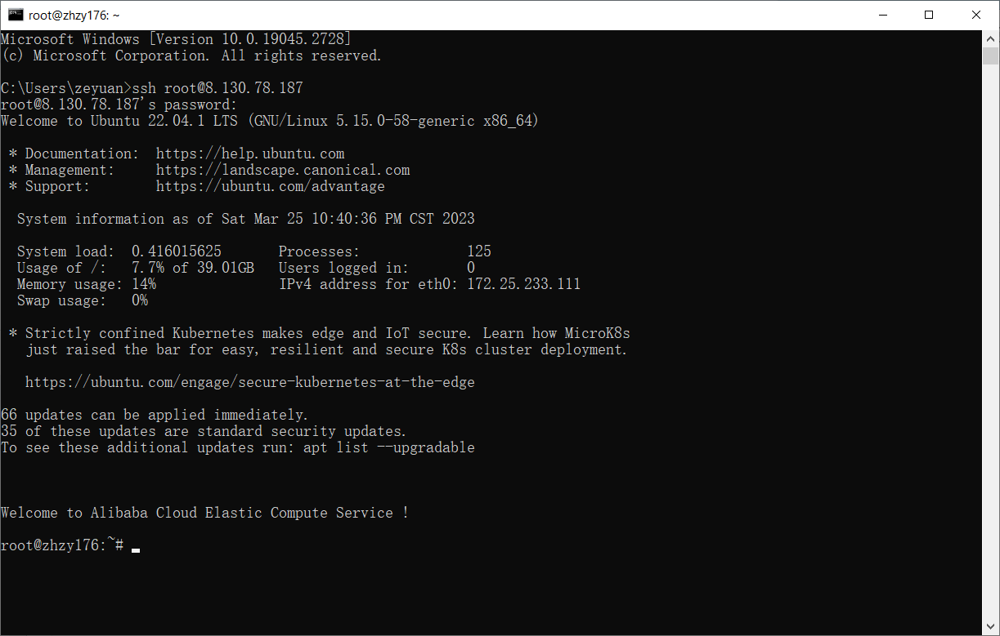 root@zhzy176: ~
Microsoft Windows [Version 10.0.19045.2728]
(c) Microsoft Corporation. All rights reserved.
C:\Users\zeyuan>ssh root@8.130.78.187
root@8.130.78.187's password:
Welcome to Ubuntu 22.04.1 LTS (GNU/Linux 5.15.0-58-generic x86_64)
 * Documentation:  https://help.ubuntu.com
 * Management:     https://landscape.canonical.com
 * Support:        https://ubuntu.com/advantage
  System information as of Sat Mar 25 10:40:36 PM CST 2023
  System load:  0.416015625       Processes:             125
  Usage of /:   7.7% of 39.01GB   Users logged in:       0
  Memory usage: 14%               IPv4 address for eth0: 172.25.233.111
  Swap usage:   0%
 * Strictly confined Kubernetes makes edge and IoT secure. Learn how MicroK8s
   just raised the bar for easy, resilient and secure K8s cluster deployment.
   https://ubuntu.com/engage/secure-kubernetes-at-the-edge
66 updates can be applied immediately.
35 of these updates are standard security updates.
To see these additional updates run: apt list --upgradable
Welcome to Alibaba Cloud Elastic Compute Service !
root@zhzy176:~#